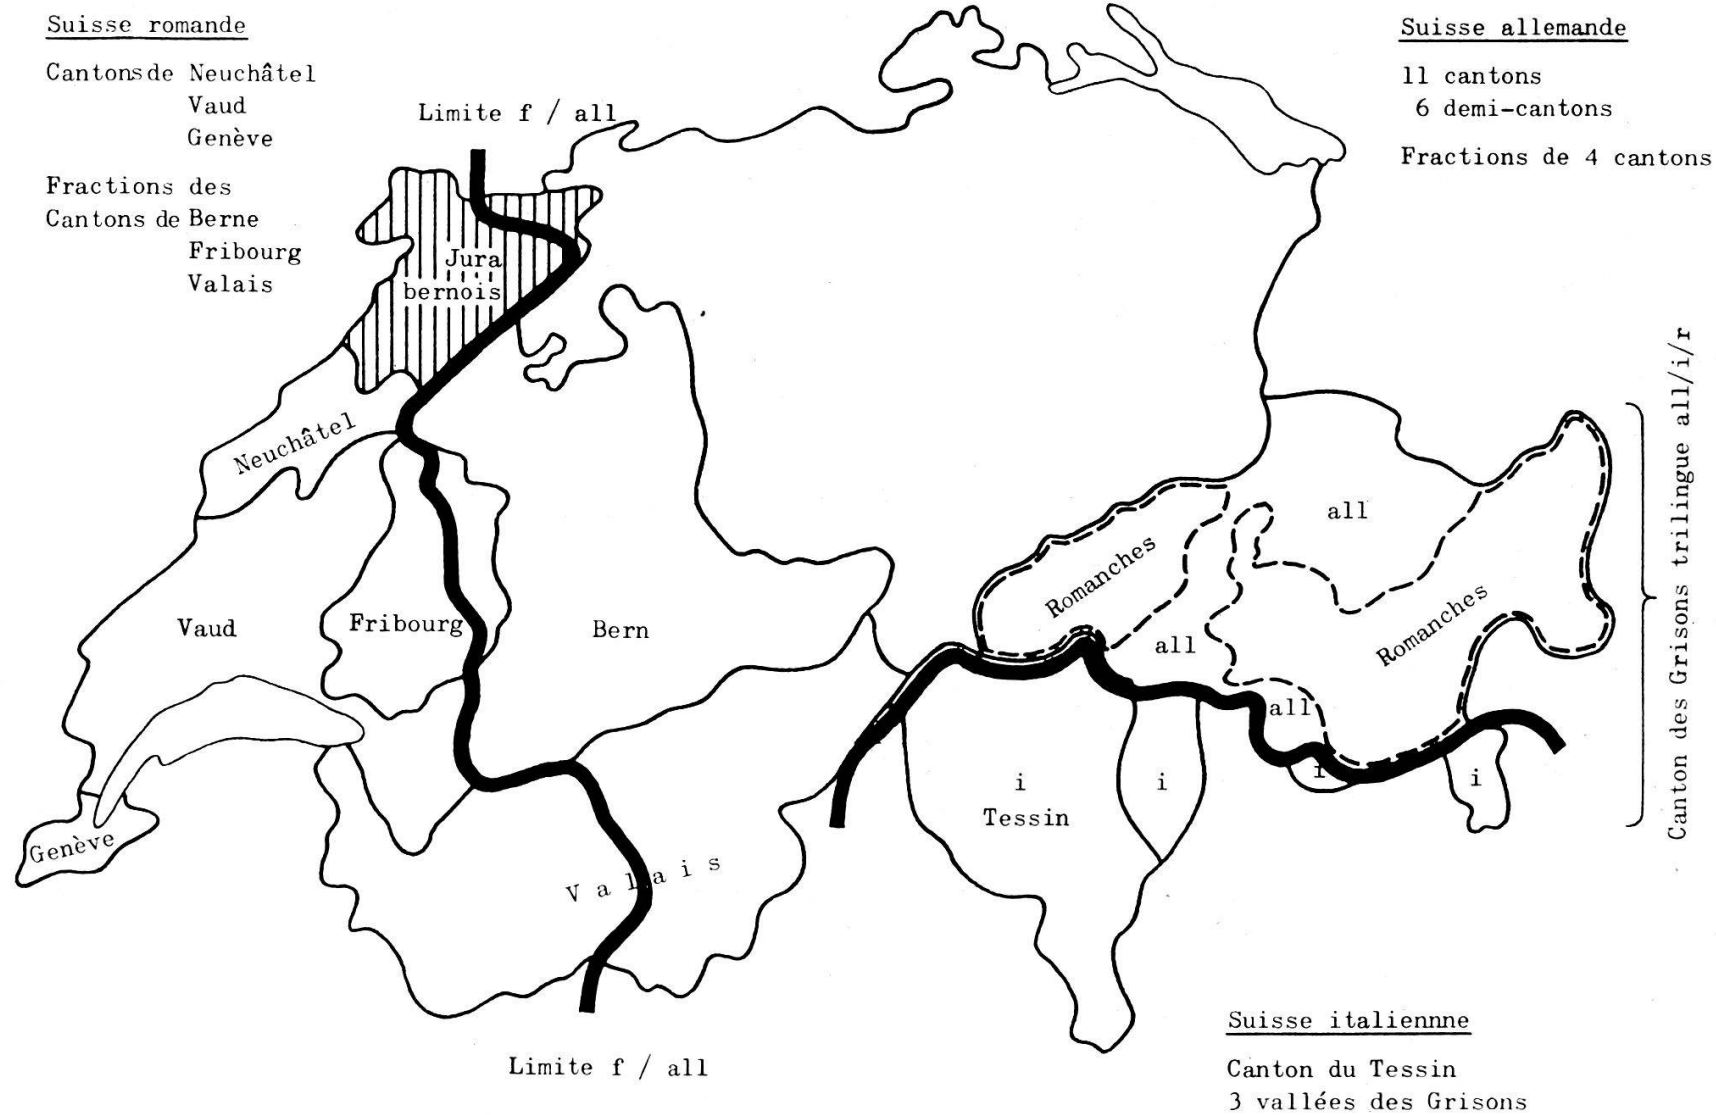 Suisse romande
Cantons de Neuchâtel
Vaud
Genève
Fractions des
Cantons de Berne
Fribourg
Valais
Limite f / all
Suisse allemande
11 cantons
6 demi-cantons
Fractions de 4 cantons
Jura
bernois
Neuchâtel
Vaud
Fribourg
Bern
Genève
Valais
Romanches
all
Romanches
all
all
i
Tessin
i
i
i
Canton des Grisons trilingue all/i/r
Limite f / all
Suisse italiennne
Canton du Tessin
3 vallées des Grisons